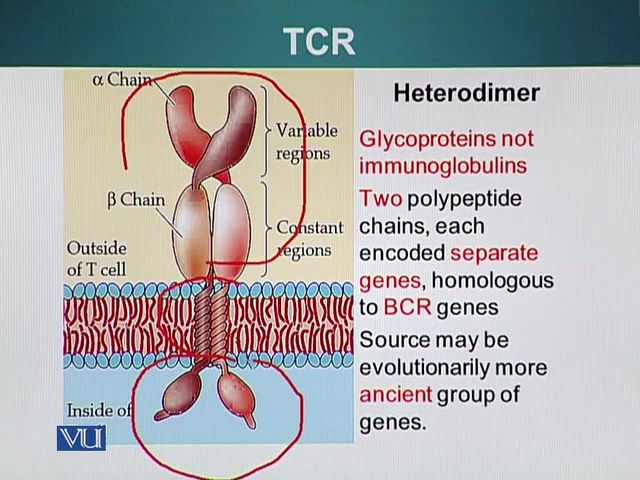 TCR
α Chain
Variable
regions
β Chain
Constant
regions
Outside
of T cell
Inside of
VU
Heterodimer
Glycoproteins not
immunoglobulins
Two polypeptide
chains, each
encoded separate
genes, homologous
to BCR genes
Source may be
evolutionarily more
ancient group of
genes.